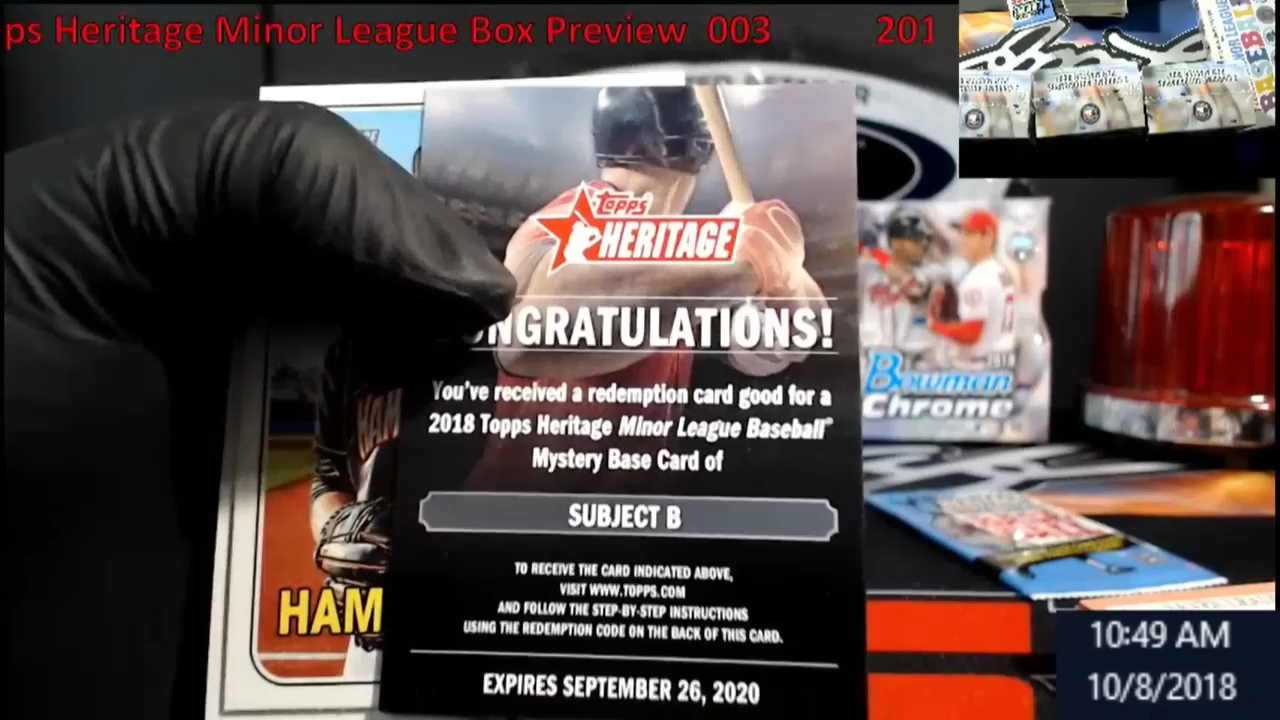 ps Heritage Minor League Box Preview 003 201
TOPPS
HERITAGE
NGRATULATIONS!
You've received a redemption card good for a
2018 Topps Heritage Minor League Baseball®
Mystery Base Card of
SUBJECT B
TO RECEIVE THE CARD INDICATED ABOVE,
VISIT WWW.TOPPS.COM
AND FOLLOW THE STEP-BY-STEP INSTRUCTIONS
USING THE REDEMPTION CODE ON THE BACK OF THIS CARD.
EXPIRES SEPTEMBER 26, 2020
HAM
HAM
Bowman
Chrome
10:49 AM
10/8/2018